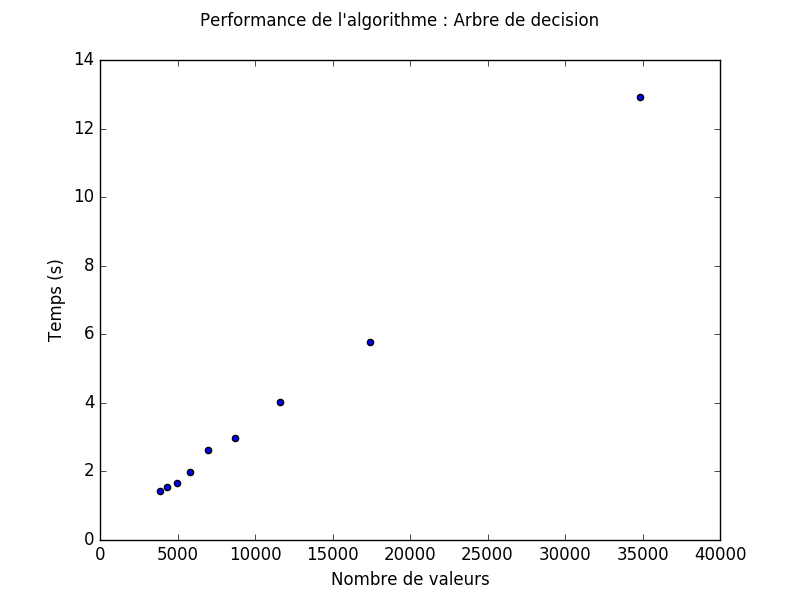 Performance de l'algorithme : Arbre de decision
14
12
10
8
6
4
2
0
Temps (s)
0 5000 10000 15000 20000 25000 30000 35000 40000
Nombre de valeurs